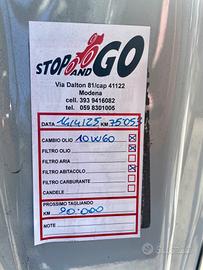 STOP AND GO
Via Dalton 81/cap 41122
Modena
cell. 393 9416082
tel. 059 8301005
DATA 14/4/25 KM 75053
CAMBIO OLIO 10W60
FILTRO OLIO
FILTRO ARIA
FILTRO ABITACOLO
FILTRO CARBURANTE
CANDELE
PROSSIMO TAGLIANDO
KM 90.000
NOTE
subito